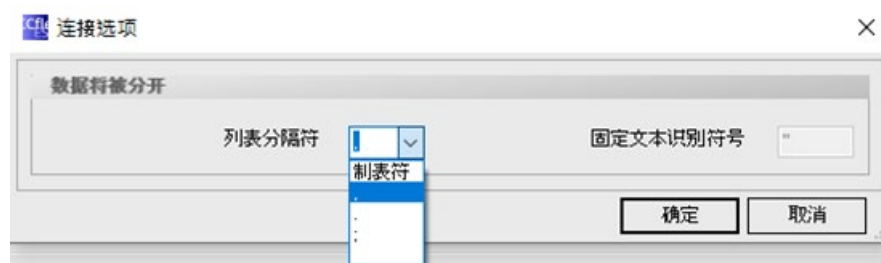 连接选项
数据将被分开
列表分隔符
固定文本识别符号 "
制表符
.
;
确定 取消